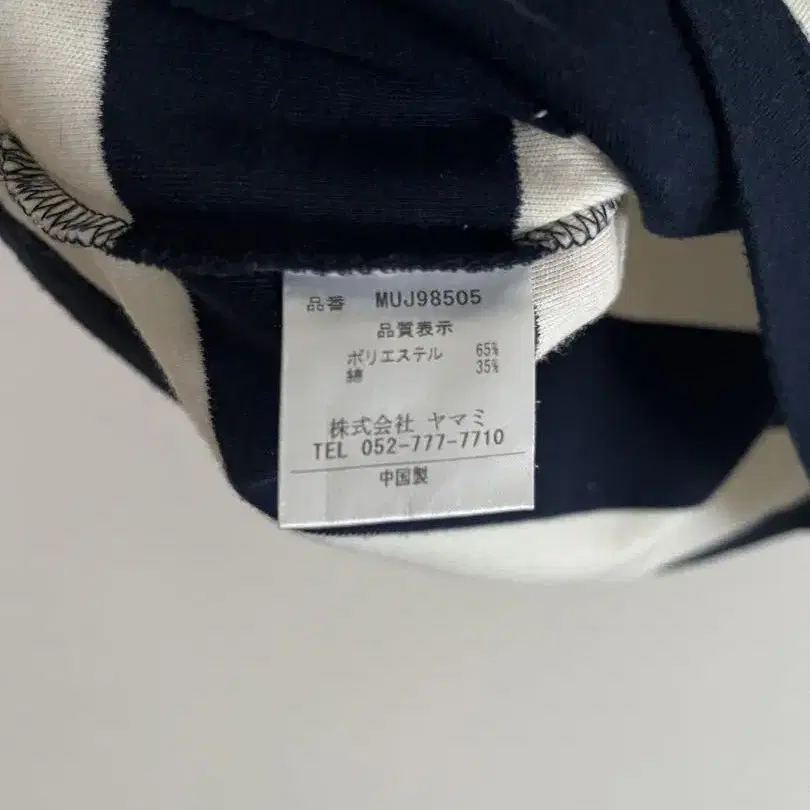 品番 MUJ98505
品質表示
ポリエステル 65%
綿 35%
株式会社 ヤマミ
TEL 052-777-7710
中国製